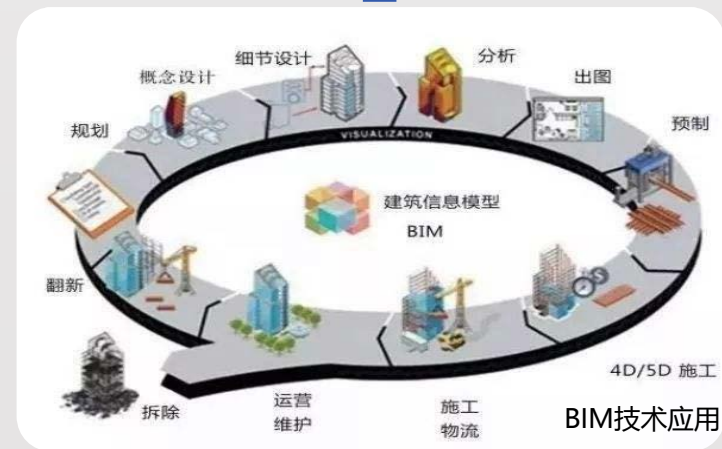 细节设计
分析
概念设计
出图
规划
预制
VISUALIZATION
建筑信息模型
BIM
翻新
4D/5D 施工
拆除
运营
维护
施工
物流
BIM技术应用